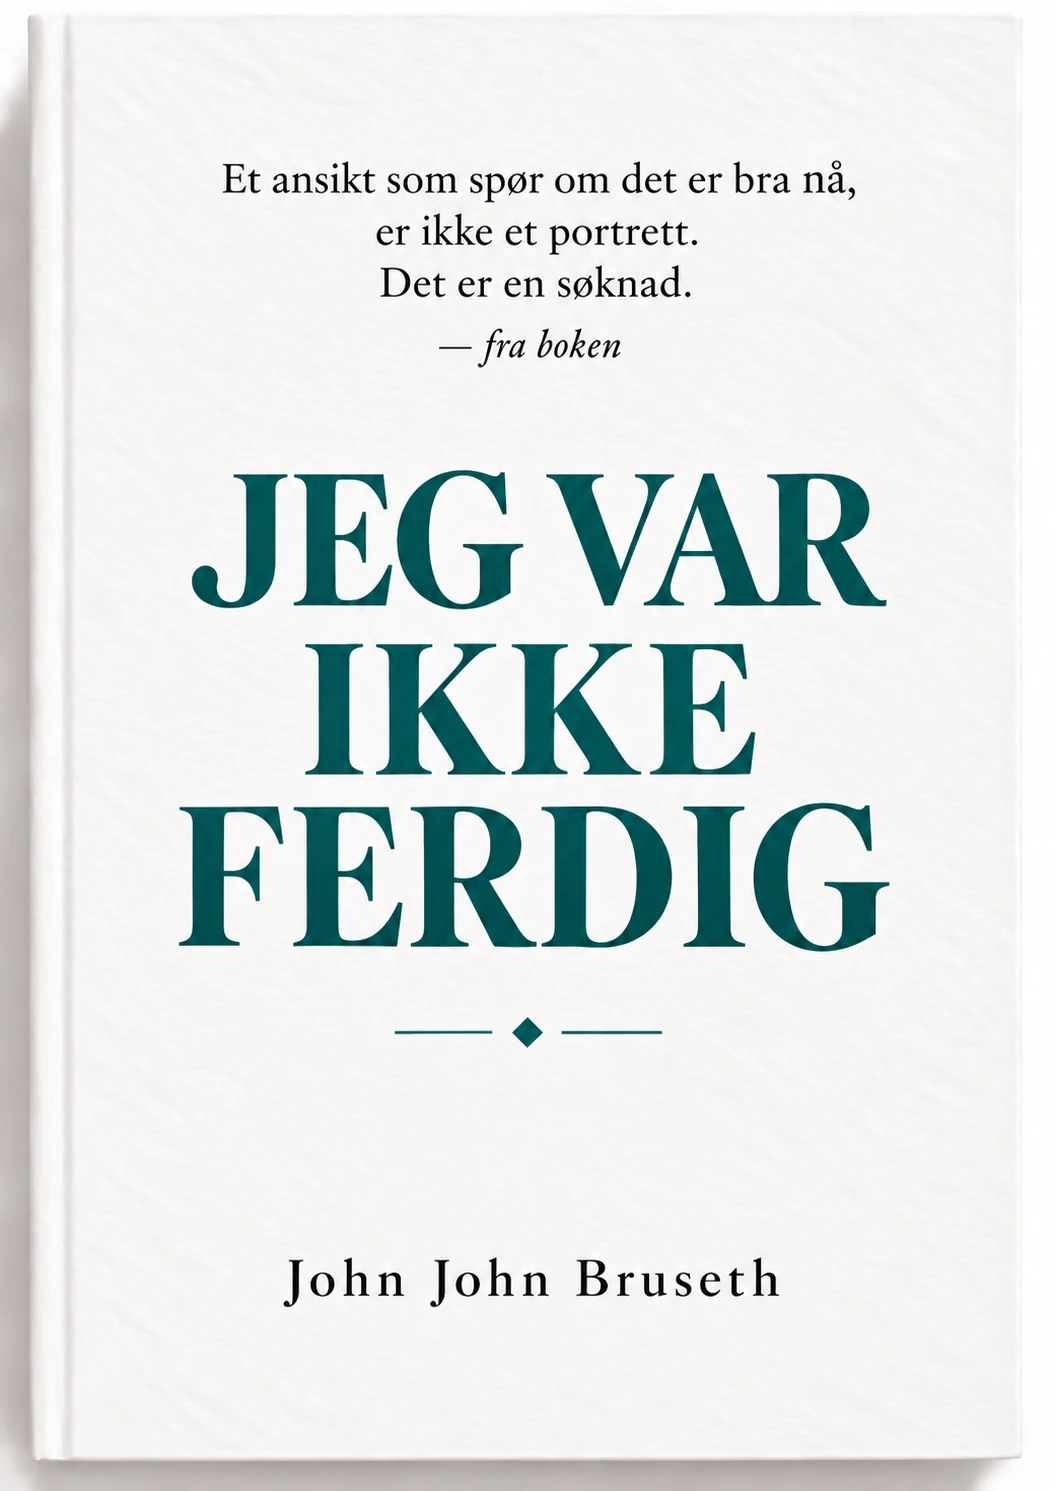 Et ansikt som spør om det er bra nå,
er ikke et portrett.
Det er en søknad.
— fra boken
JEG VAR
IKKE
FERDIG
John John Bruseth